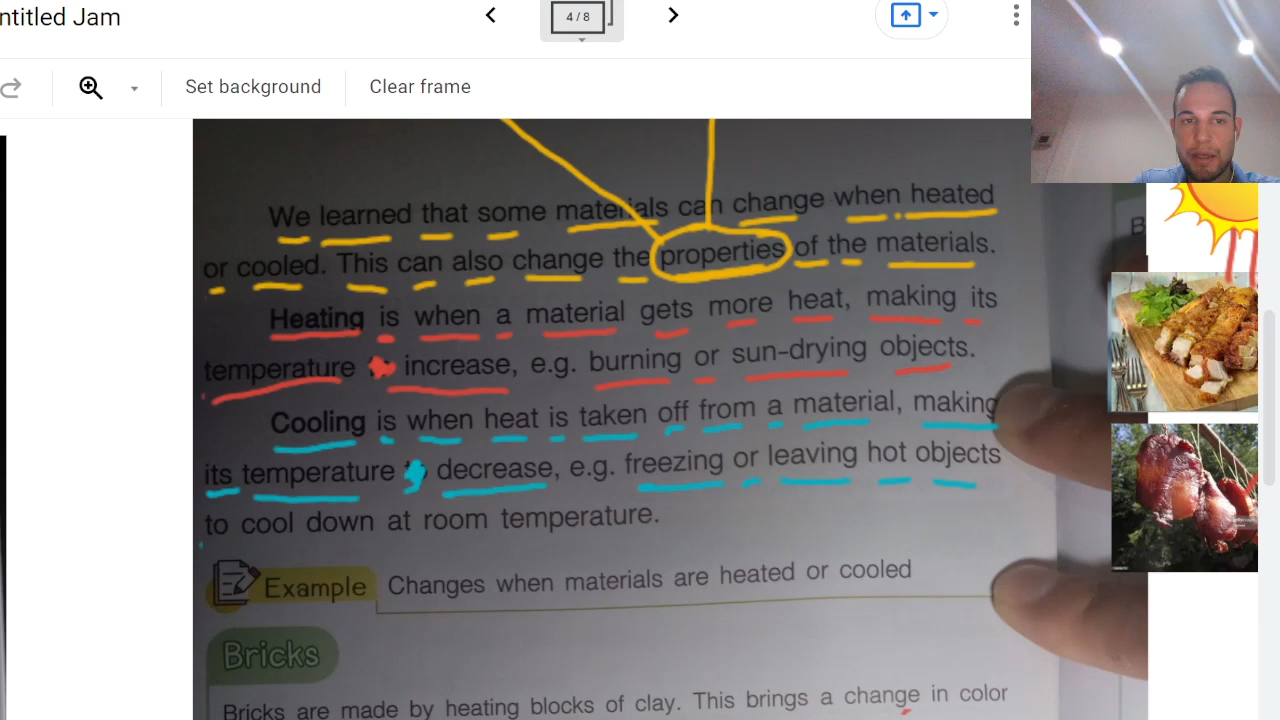 ntitled Jam
4 / 8
Set background
Clear frame
We learned that some materials can change when heated
or cooled. This can also change the properties of the materials.
Heating is when a material gets more heat, making its
temperature increase, e.g. burning or sun-drying objects.
Cooling is when heat is taken off from a material, making
its temperature decrease, e.g. freezing or leaving hot objects
to cool down at room temperature.
Example Changes when materials are heated or cooled
Bricks
Bricks are made by heating blocks of clay. This brings a change in color
B